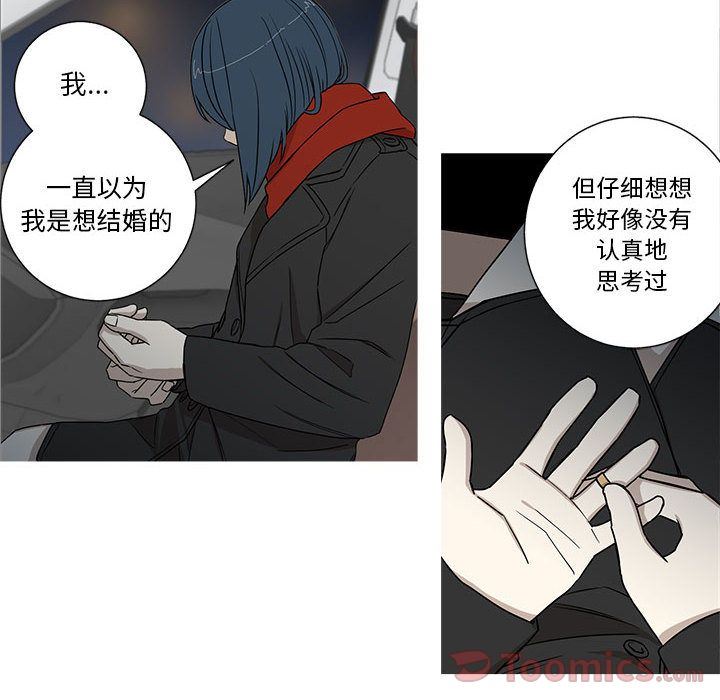 我...
一直以为
我是想结婚的
但仔细想想
我好像没有
认真地
思考过
Toomics.com